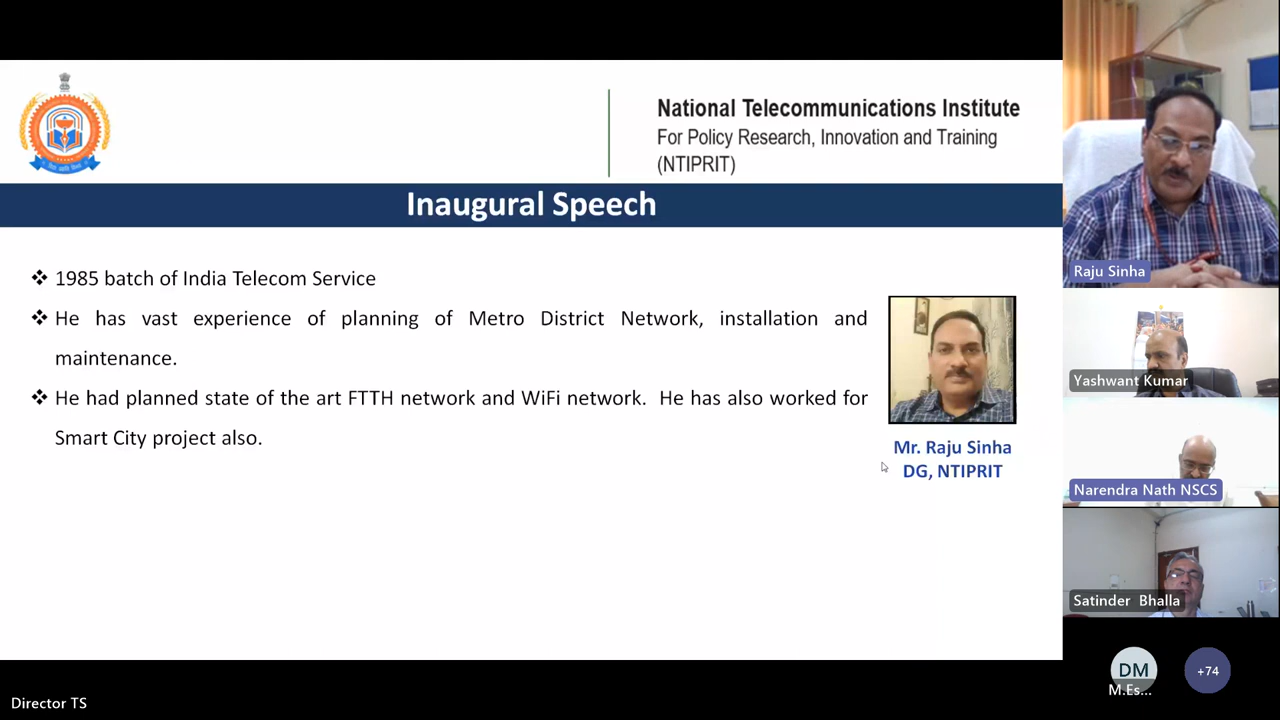 National Telecommunications Institute
For Policy Research, Innovation and Training
(NTIPRIT)
Inaugural Speech
❖ 1985 batch of India Telecom Service
❖ He has vast experience of planning of Metro District Network, installation and
maintenance.
❖ He had planned state of the art FTTH network and WiFi network. He has also worked for
Smart City project also.
Mr. Raju Sinha
DG, NTIPRIT
Raju Sinha
Yashwant Kumar
Narendra Nath NSCS
Satinder Bhalla
DM
M.Es...
+74
Director TS